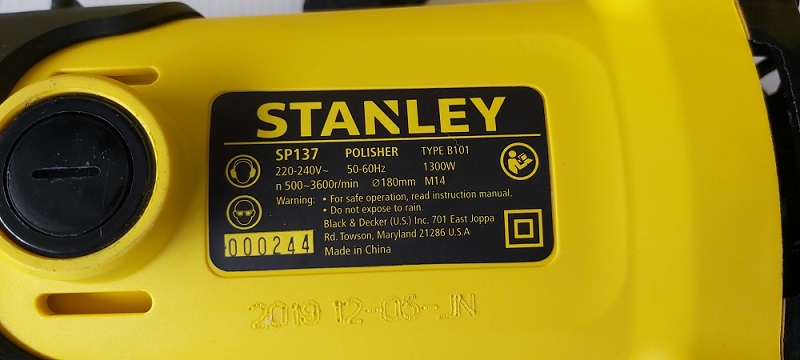 STANLEY
SP137 POLISHER TYPE B101
220-240V~ 50-60Hz 1300W
n 500~3600r/min ∅180mm M14
Warning: • For safe operation, read instruction manual.
• Do not expose to rain.
Black & Decker (U.S.) Inc. 701 East Joppa
Rd. Towson, Maryland 21286 U.S.A
Made in China
000244
2019 12-06-JN